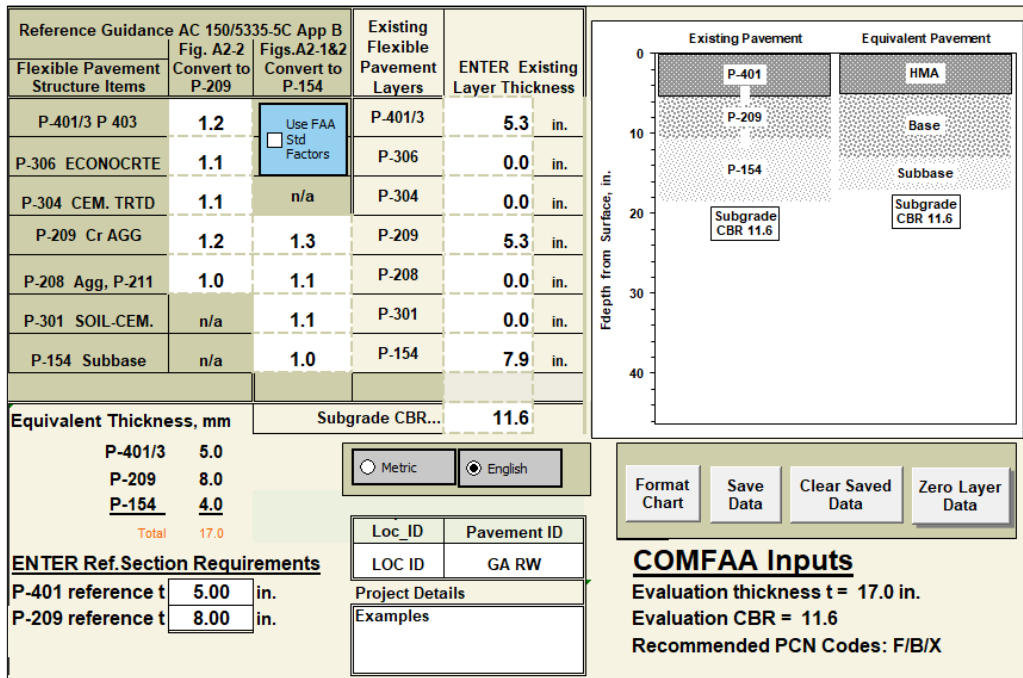 Reference Guidance AC 150/5335-5C App B
Flexible Pavement Structure Items
Fig. A2-2 Convert to P-209
Figs.A2-1&2 Convert to P-154
Existing Flexible Pavement Layers
ENTER Existing Layer Thickness
P-401/3 P 403 1.2 Use FAA Std Factors P-401/3 5.3 in.
P-306 ECONOCRTE 1.1 P-306 0.0 in.
P-304 CEM. TRTD 1.1 n/a P-304 0.0 in.
P-209 Cr AGG 1.2 1.3 P-209 5.3 in.
P-208 Agg, P-211 1.0 1.1 P-208 0.0 in.
P-301 SOIL-CEM. n/a 1.1 P-301 0.0 in.
P-154 Subbase n/a 1.0 P-154 7.9 in.
Subgrade CBR... 11.6
Equivalent Thickness, mm
P-401/3 5.0
P-209 8.0
P-154 4.0
Total 17.0
Metric English
ENTER Ref.Section Requirements
P-401 reference t 5.00 in.
P-209 reference t 8.00 in.
Loc_ID Pavement ID
LOC ID GA RW
Project Details
Examples
Existing Pavement Equivalent Pavement
Fdepth from Surface, in.
0
10
20
30
40
P-401
P-209
P-154
Subgrade
CBR 11.6
HMA
Base
Subbase
Subgrade
CBR 11.6
Format Chart
Save Data
Clear Saved Data
Zero Layer Data
COMFAA Inputs
Evaluation thickness t = 17.0 in.
Evaluation CBR = 11.6
Recommended PCN Codes: F/B/X